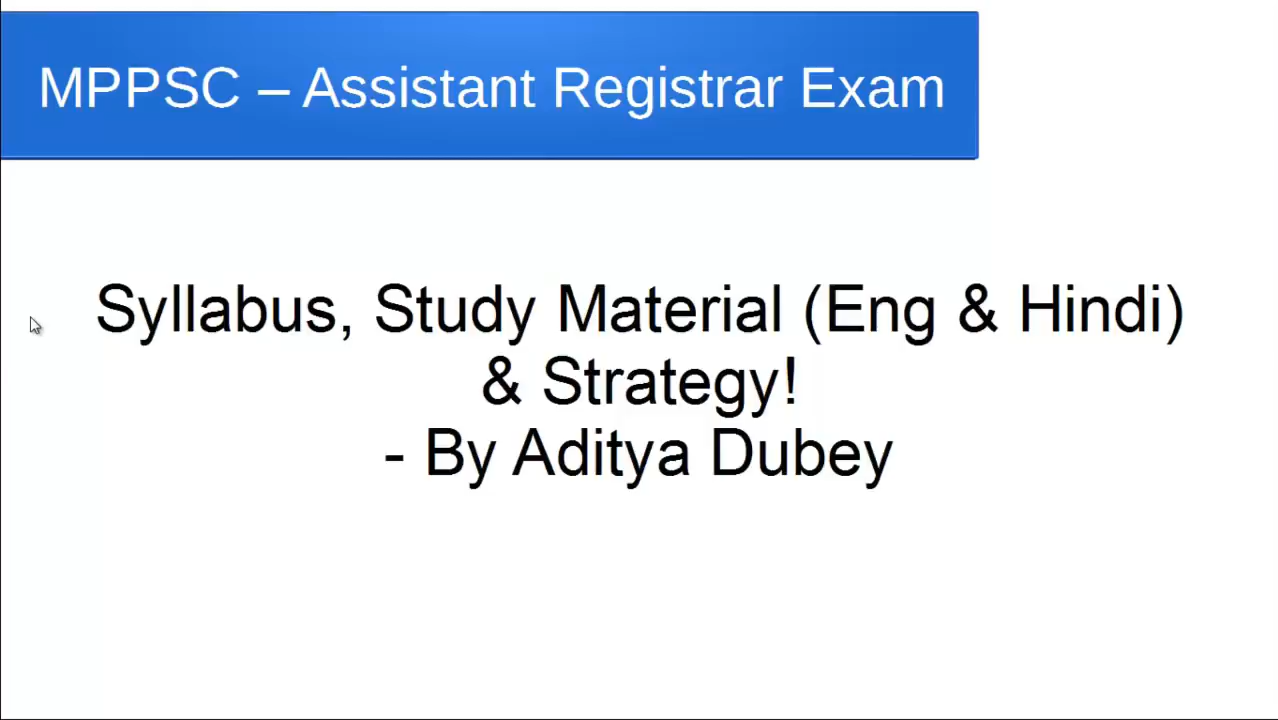 MPPSC – Assistant Registrar Exam
Syllabus, Study Material (Eng & Hindi)
& Strategy!
- By Aditya Dubey